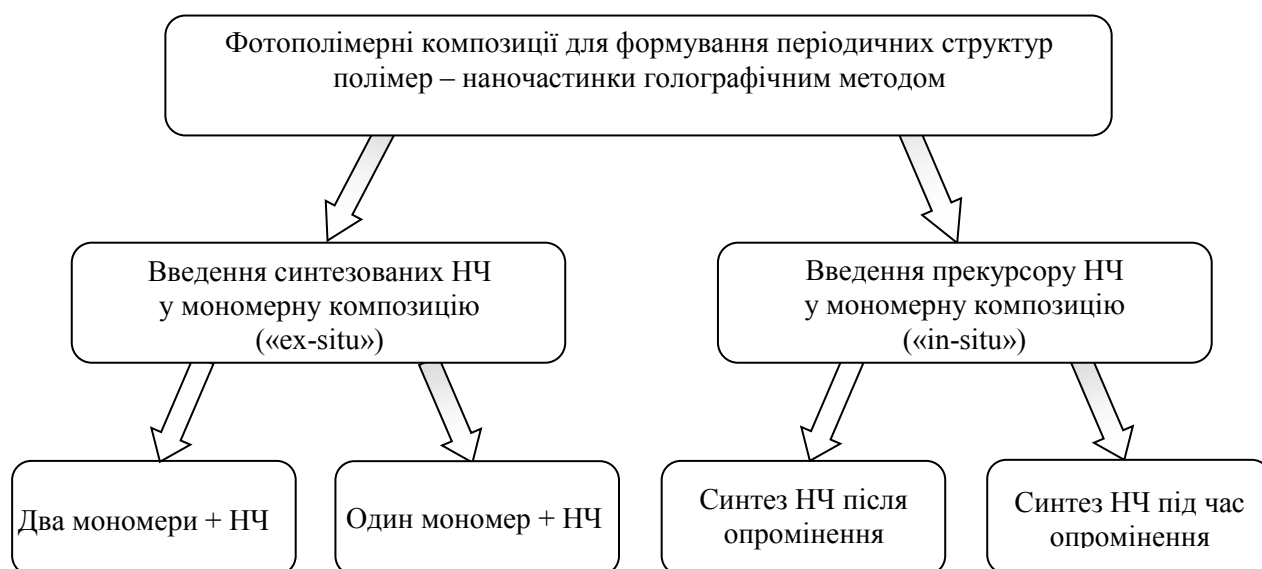 Фотополімерні композиції для формування періодичних структур
полімер – наночастинки голографічним методом
Введення синтезованих НЧ
у мономерну композицію
(«ex-situ»)
Введення прекурсору НЧ
у мономерну композицію
(«in-situ»)
Два мономери + НЧ
Один мономер + НЧ
Синтез НЧ після
опромінення
Синтез НЧ під час
опромінення